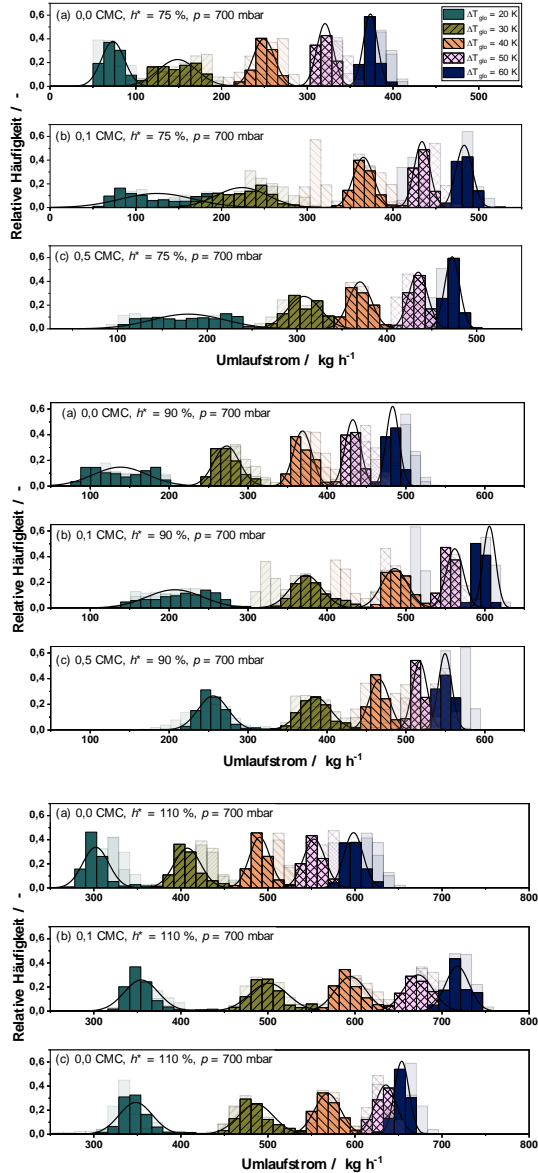 (a) 0,0 CMC, h* = 75 %, p = 700 mbar
ΔT_glo = 20 K
ΔT_glo = 30 K
ΔT_glo = 40 K
ΔT_glo = 50 K
ΔT_glo = 60 K
0,6
0,4
0,2
0,0
0 100 200 300 400 500
(b) 0,1 CMC, h* = 75 %, p = 700 mbar
0,6
0,4
0,2
0,0
0 100 200 300 400 500
(c) 0,5 CMC, h* = 75 %, p = 700 mbar
0,6
0,4
0,2
0,0
100 200 300 400 500
Relative Häufigkeit / -
Umlaufstrom / kg h⁻¹
(a) 0,0 CMC, h* = 90 %, p = 700 mbar
0,6
0,4
0,2
0,0
100 200 300 400 500 600
(b) 0,1 CMC, h* = 90 %, p = 700 mbar
0,6
0,4
0,2
0,0
100 200 300 400 500 600
(c) 0,5 CMC, h* = 90 %, p = 700 mbar
0,6
0,4
0,2
0,0
100 200 300 400 500 600
Relative Häufigkeit / -
Umlaufstrom / kg h⁻¹
(a) 0,0 CMC, h* = 110 %, p = 700 mbar
0,6
0,4
0,2
0,0
300 400 500 600 700 800
(b) 0,1 CMC, h* = 110 %, p = 700 mbar
0,6
0,4
0,2
0,0
300 400 500 600 700 800
(c) 0,0 CMC, h* = 110 %, p = 700 mbar
0,6
0,4
0,2
0,0
300 400 500 600 700 800
Relative Häufigkeit / -
Umlaufstrom / kg h⁻¹